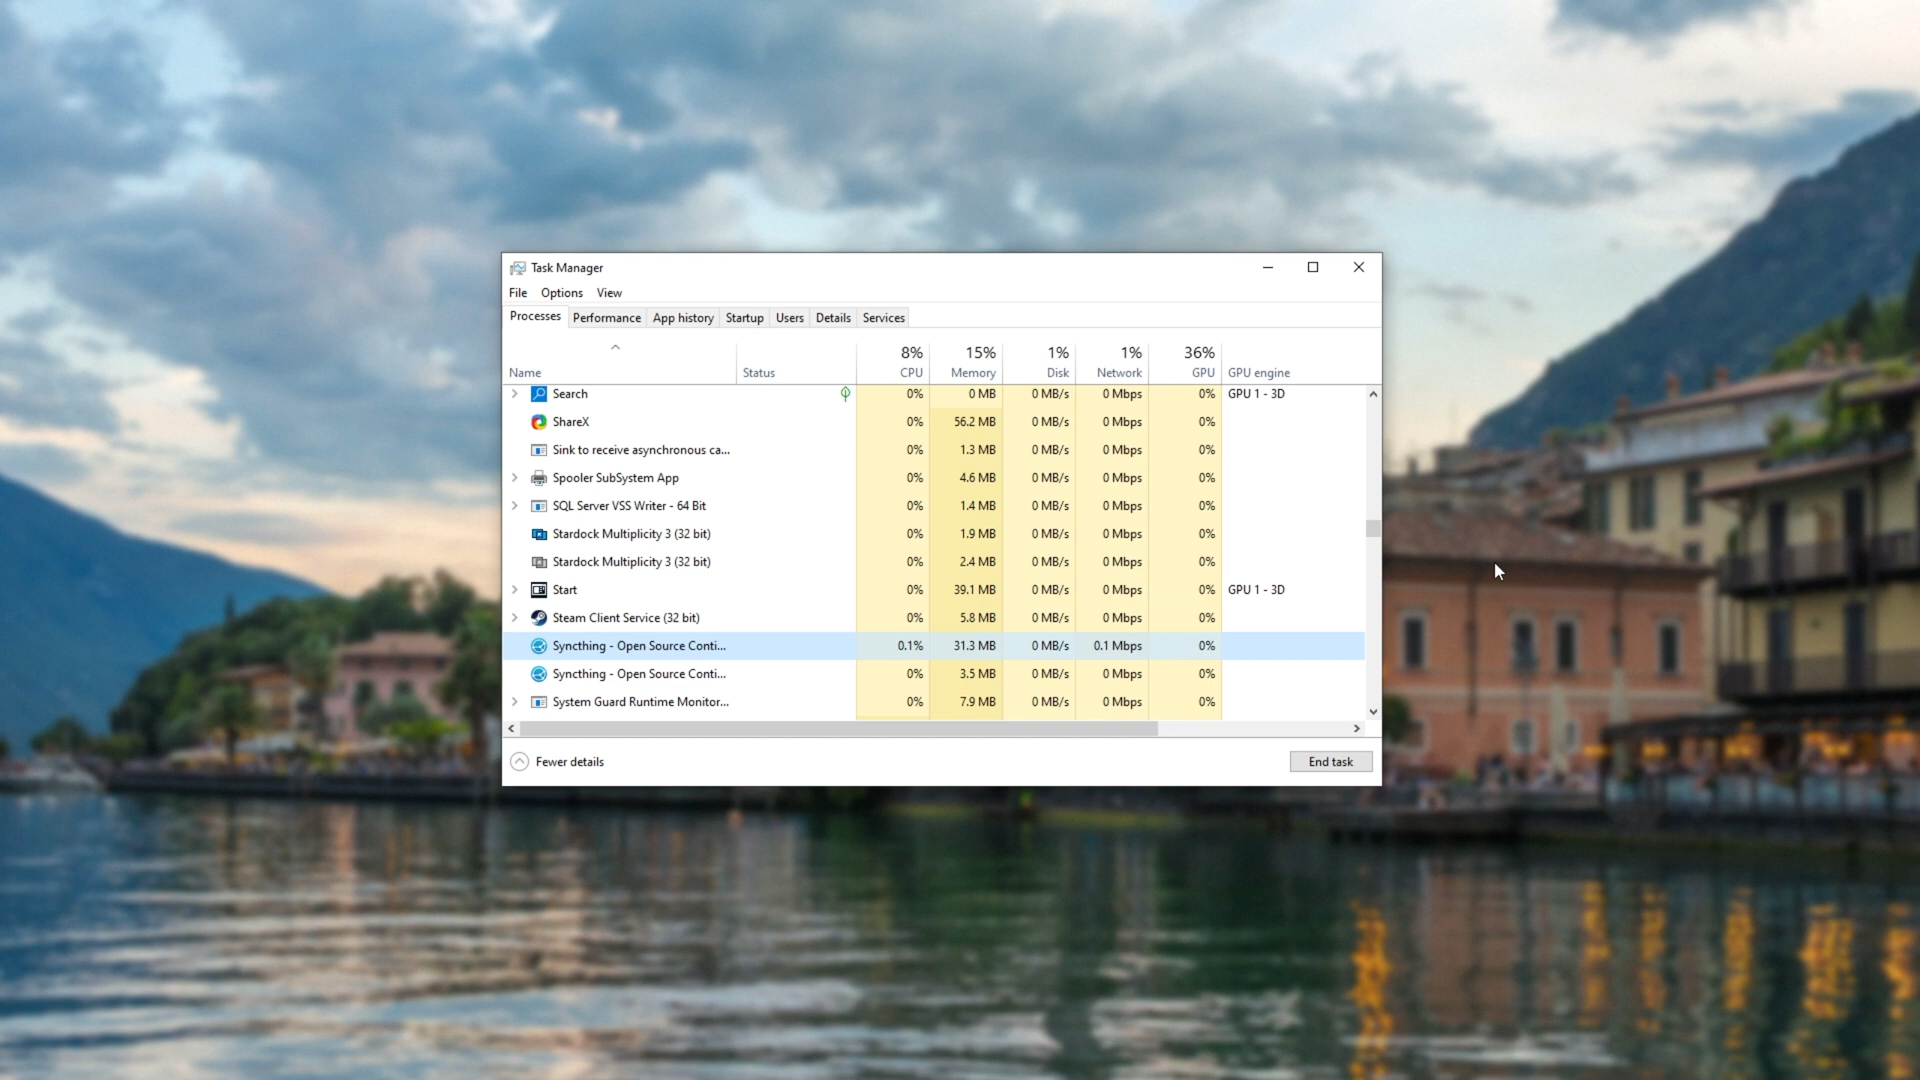 Task Manager
File Options View
Processes Performance App history Startup Users Details Services
8% 15% 1% 1% 36%
Name Status CPU Memory Disk Network GPU GPU engine
Search 0% 0 MB 0 MB/s 0 Mbps 0% GPU 1 - 3D
ShareX 0% 56.2 MB 0 MB/s 0 Mbps 0%
Sink to receive asynchronous ca... 0% 1.3 MB 0 MB/s 0 Mbps 0%
Spooler SubSystem App 0% 4.6 MB 0 MB/s 0 Mbps 0%
SQL Server VSS Writer - 64 Bit 0% 1.4 MB 0 MB/s 0 Mbps 0%
Stardock Multiplicity 3 (32 bit) 0% 1.9 MB 0 MB/s 0 Mbps 0%
Stardock Multiplicity 3 (32 bit) 0% 2.4 MB 0 MB/s 0 Mbps 0%
Start 0% 39.1 MB 0 MB/s 0 Mbps 0% GPU 1 - 3D
Steam Client Service (32 bit) 0% 5.8 MB 0 MB/s 0 Mbps 0%
Syncthing - Open Source Conti... 0.1% 31.3 MB 0 MB/s 0.1 Mbps 0%
Syncthing - Open Source Conti... 0% 3.5 MB 0 MB/s 0 Mbps 0%
System Guard Runtime Monitor... 0% 7.9 MB 0 MB/s 0 Mbps 0%
Fewer details End task